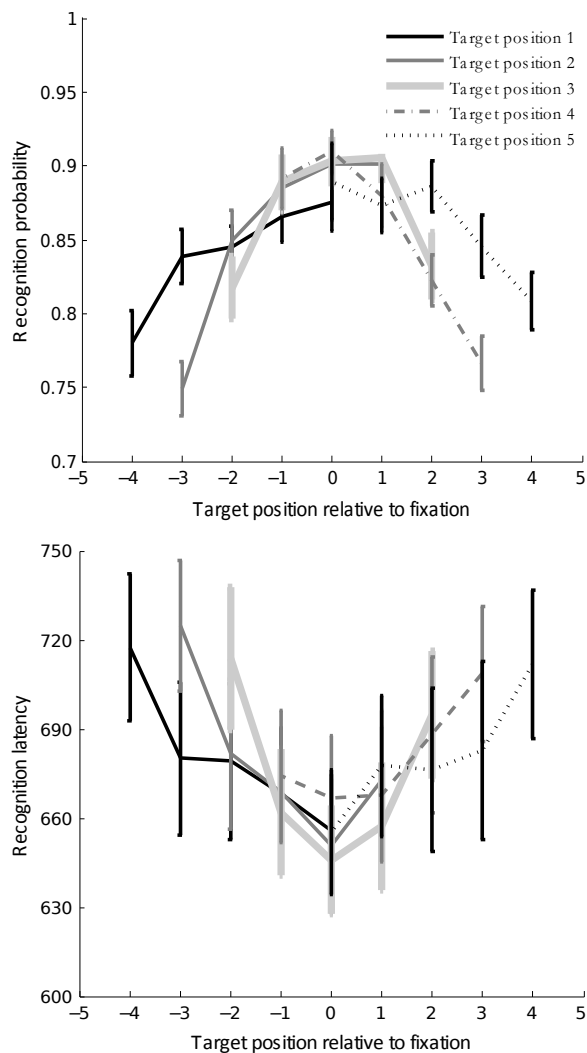 1
Target position 1
Target position 2
0.95
Target position 3
Target position 4
0.9
Target position 5
0.85
Recognition probability
0.8
0.75
0.7
−5 −4 −3 −2 −1 0 1 2 3 4 5
Target position relative to fixation
750
720
690
Recognition latency
660
630
600
−5 −4 −3 −2 −1 0 1 2 3 4 5
Target position relative to fixation